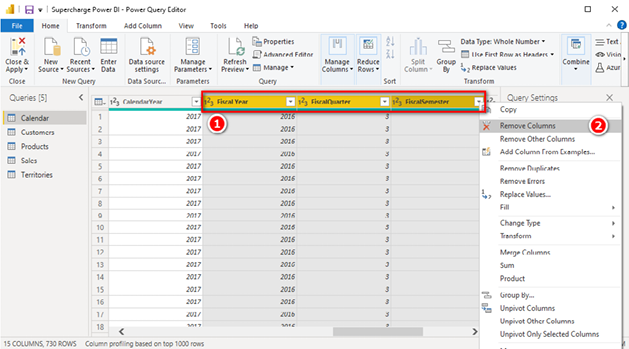 Supercharge Power BI - Power Query Editor
File Home Transform Add Column View Tools Help
Close & Apply
New Source
Recent Sources
Enter Data
Data source settings
Manage Parameters
Refresh Preview
Properties
Advanced Editor
Manage
Manage Columns
Reduce Rows
Split Column
Group By
Data Type: Whole Number
Use First Row as Headers
Replace Values
Combine
Text
Azur
Close New Query Data Sourc... Parameters Query Sort Transform
Queries [5]
Calendar
Customers
Products
Sales
Territories
CalendarYear Fiscal Year FiscalQuarter FiscalSemester
1 2
1 2017 2016 3
2 2017 2016 3
3 2017 2016 3
4 2017 2016 3
5 2017 2016 3
6 2017 2016 3
7 2017 2016 3
8 2017 2016 3
9 2017 2016 3
10 2017 2016 3
11 2017 2016 3
12 2017 2016 3
13 2017 2016 3
14 2017 2016 3
15 2017 2016 3
16 2017 2016 3
17 2017 2016 3
18
Query Settings
Copy
Remove Columns
Remove Other Columns
Add Column From Examples...
Remove Duplicates
Remove Errors
Replace Values...
Fill
Change Type
Transform
Merge Columns
Sum
Product
Group By...
Unpivot Columns
Unpivot Other Columns
Unpivot Only Selected Columns
15 COLUMNS, 730 ROWS Column profiling based on top 1000 rows